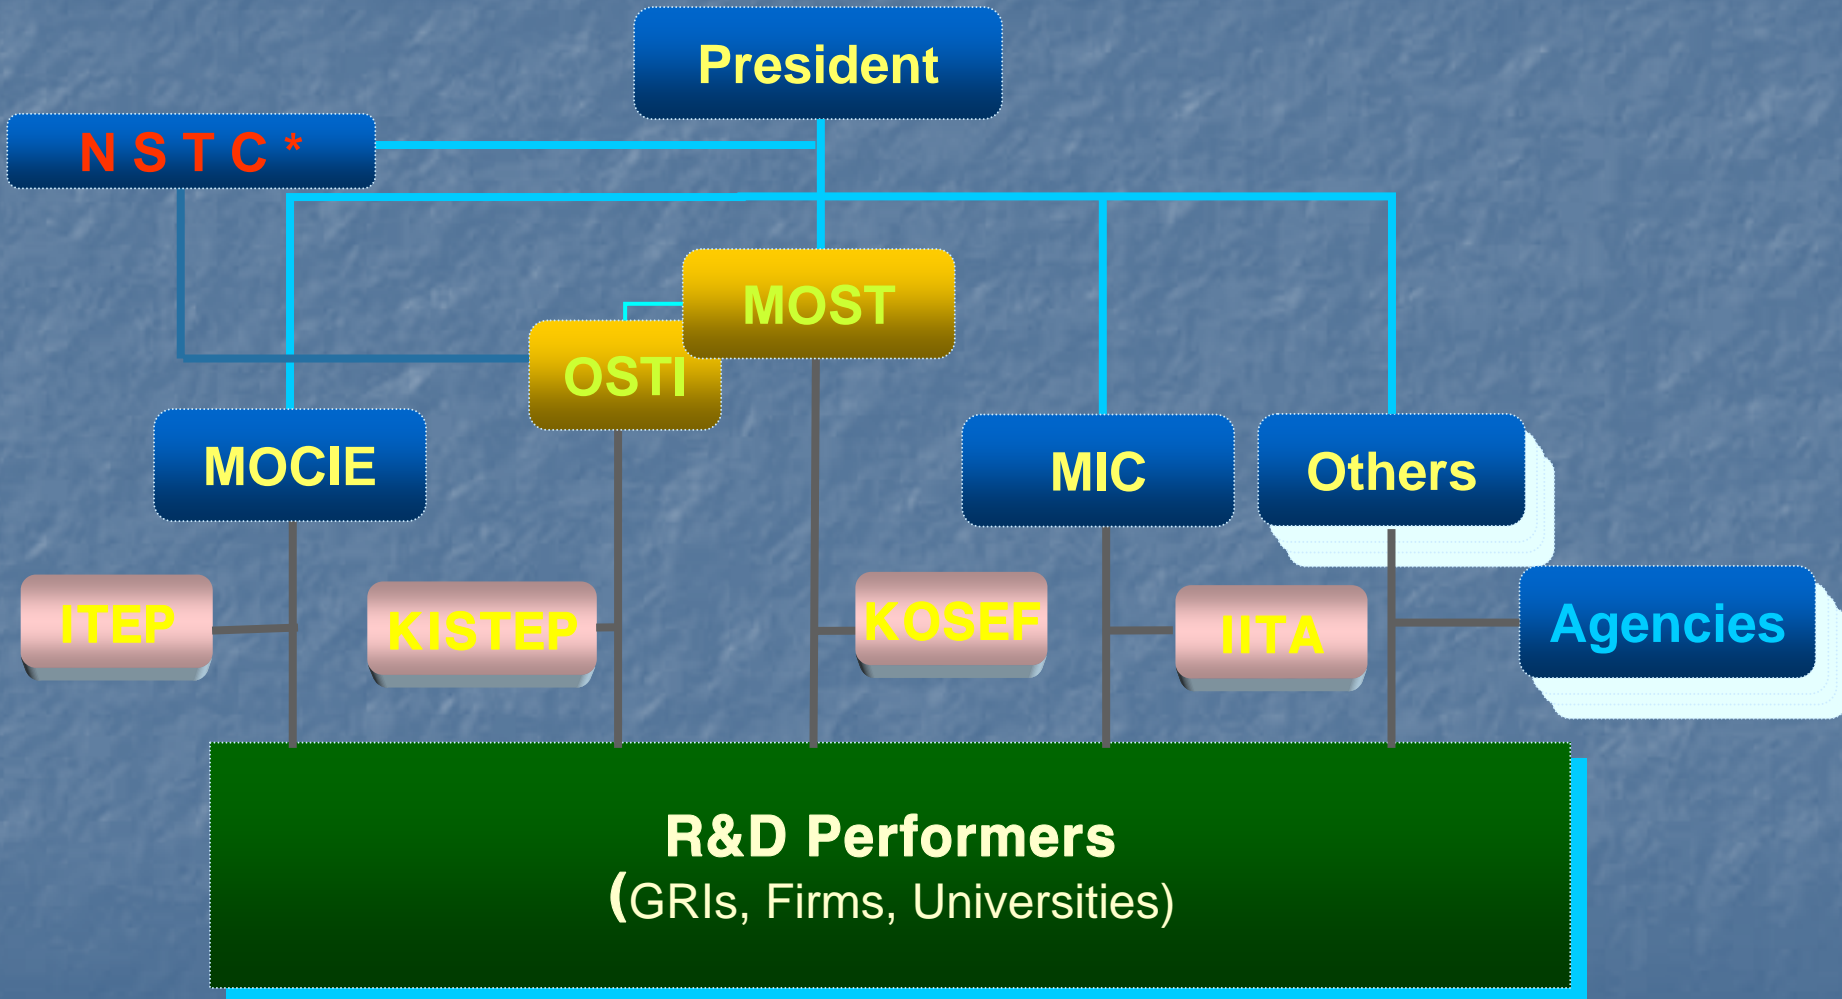 President
N S T C *
MOST
OSTI
MOCIE
MIC
Others
ITEP
KISTEP
KOSEF
IITA
Agencies
R&D Performers
(GRIs, Firms, Universities)